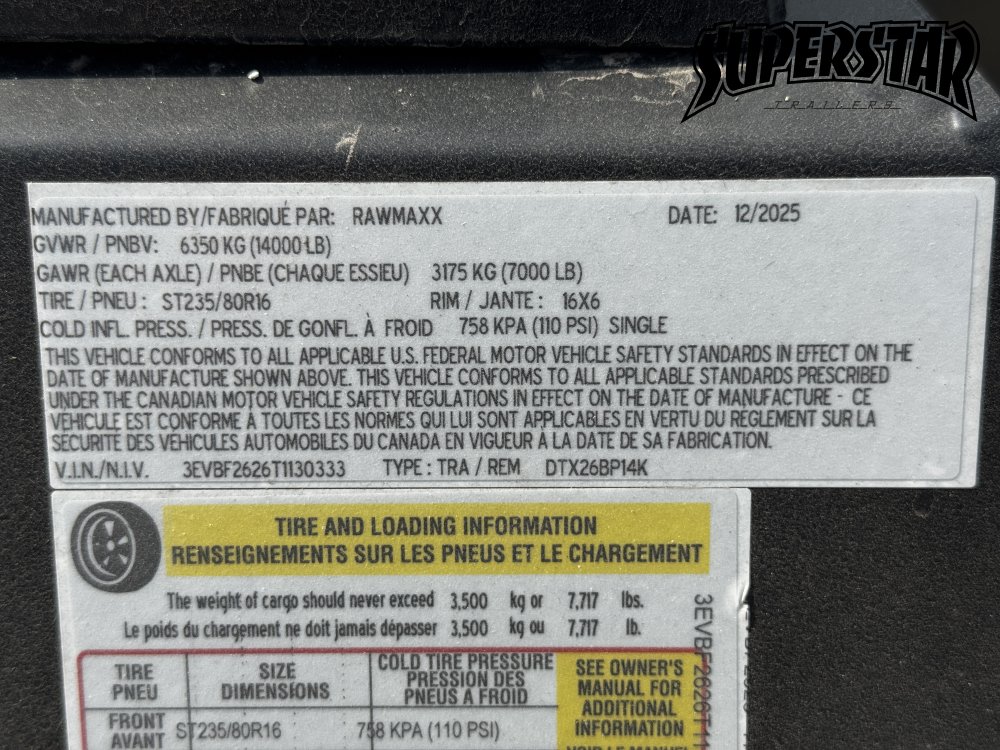 SUPERSTAR
TRAILERS
MANUFACTURED BY/FABRIQUÉ PAR: RAWMAXX DATE: 12/2025
GVWR / PNBV: 6350 KG (14000 LB)
GAWR (EACH AXLE) / PNBE (CHAQUE ESSIEU) 3175 KG (7000 LB)
TIRE / PNEU : ST235/80R16 RIM / JANTE : 16X6
COLD INFL. PRESS. / PRESS. DE GONFL. À FROID 758 KPA (110 PSI) SINGLE
THIS VEHICLE CONFORMS TO ALL APPLICABLE U.S. FEDERAL MOTOR VEHICLE SAFETY STANDARDS IN EFFECT ON THE
DATE OF MANUFACTURE SHOWN ABOVE. THIS VEHICLE CONFORMS TO ALL APPLICABLE STANDARDS PRESCRIBED
UNDER THE CANADIAN MOTOR VEHICLE SAFETY REGULATIONS IN EFFECT ON THE DATE OF MANUFACTURE - CE
VÉHICULE EST CONFORME À TOUTES LES NORMES QUI LUI SONT APPLICABLES EN VERTU DU REGLEMENT SUR LA
SÉCURITÉ DES VÉHICULES AUTOMOBILES DU CANADA EN VIGUEUR À LA DATE DE SA FABRICATION.
V.I.N./N.I.V. 3EVBF2626T1130333 TYPE : TRA / REM DTX26BP14K
TIRE AND LOADING INFORMATION
RENSEIGNEMENTS SUR LES PNEUS ET LE CHARGEMENT
The weight of cargo should never exceed 3,500 kg or 7,717 lbs.
Le poids du chargement ne doit jamais dépasser 3,500 kg ou 7,717 lb.
TIRE
PNEU
SIZE
DIMENSIONS
COLD TIRE PRESSURE
PRESSION DES
PNEUS A FROID
SEE OWNER'S
MANUAL FOR
ADDITIONAL
INFORMATION
FRONT
AVANT
ST235/80R16
758 KPA (110 PSI)
VOIR LE MANUEL
3EVBF2626T1